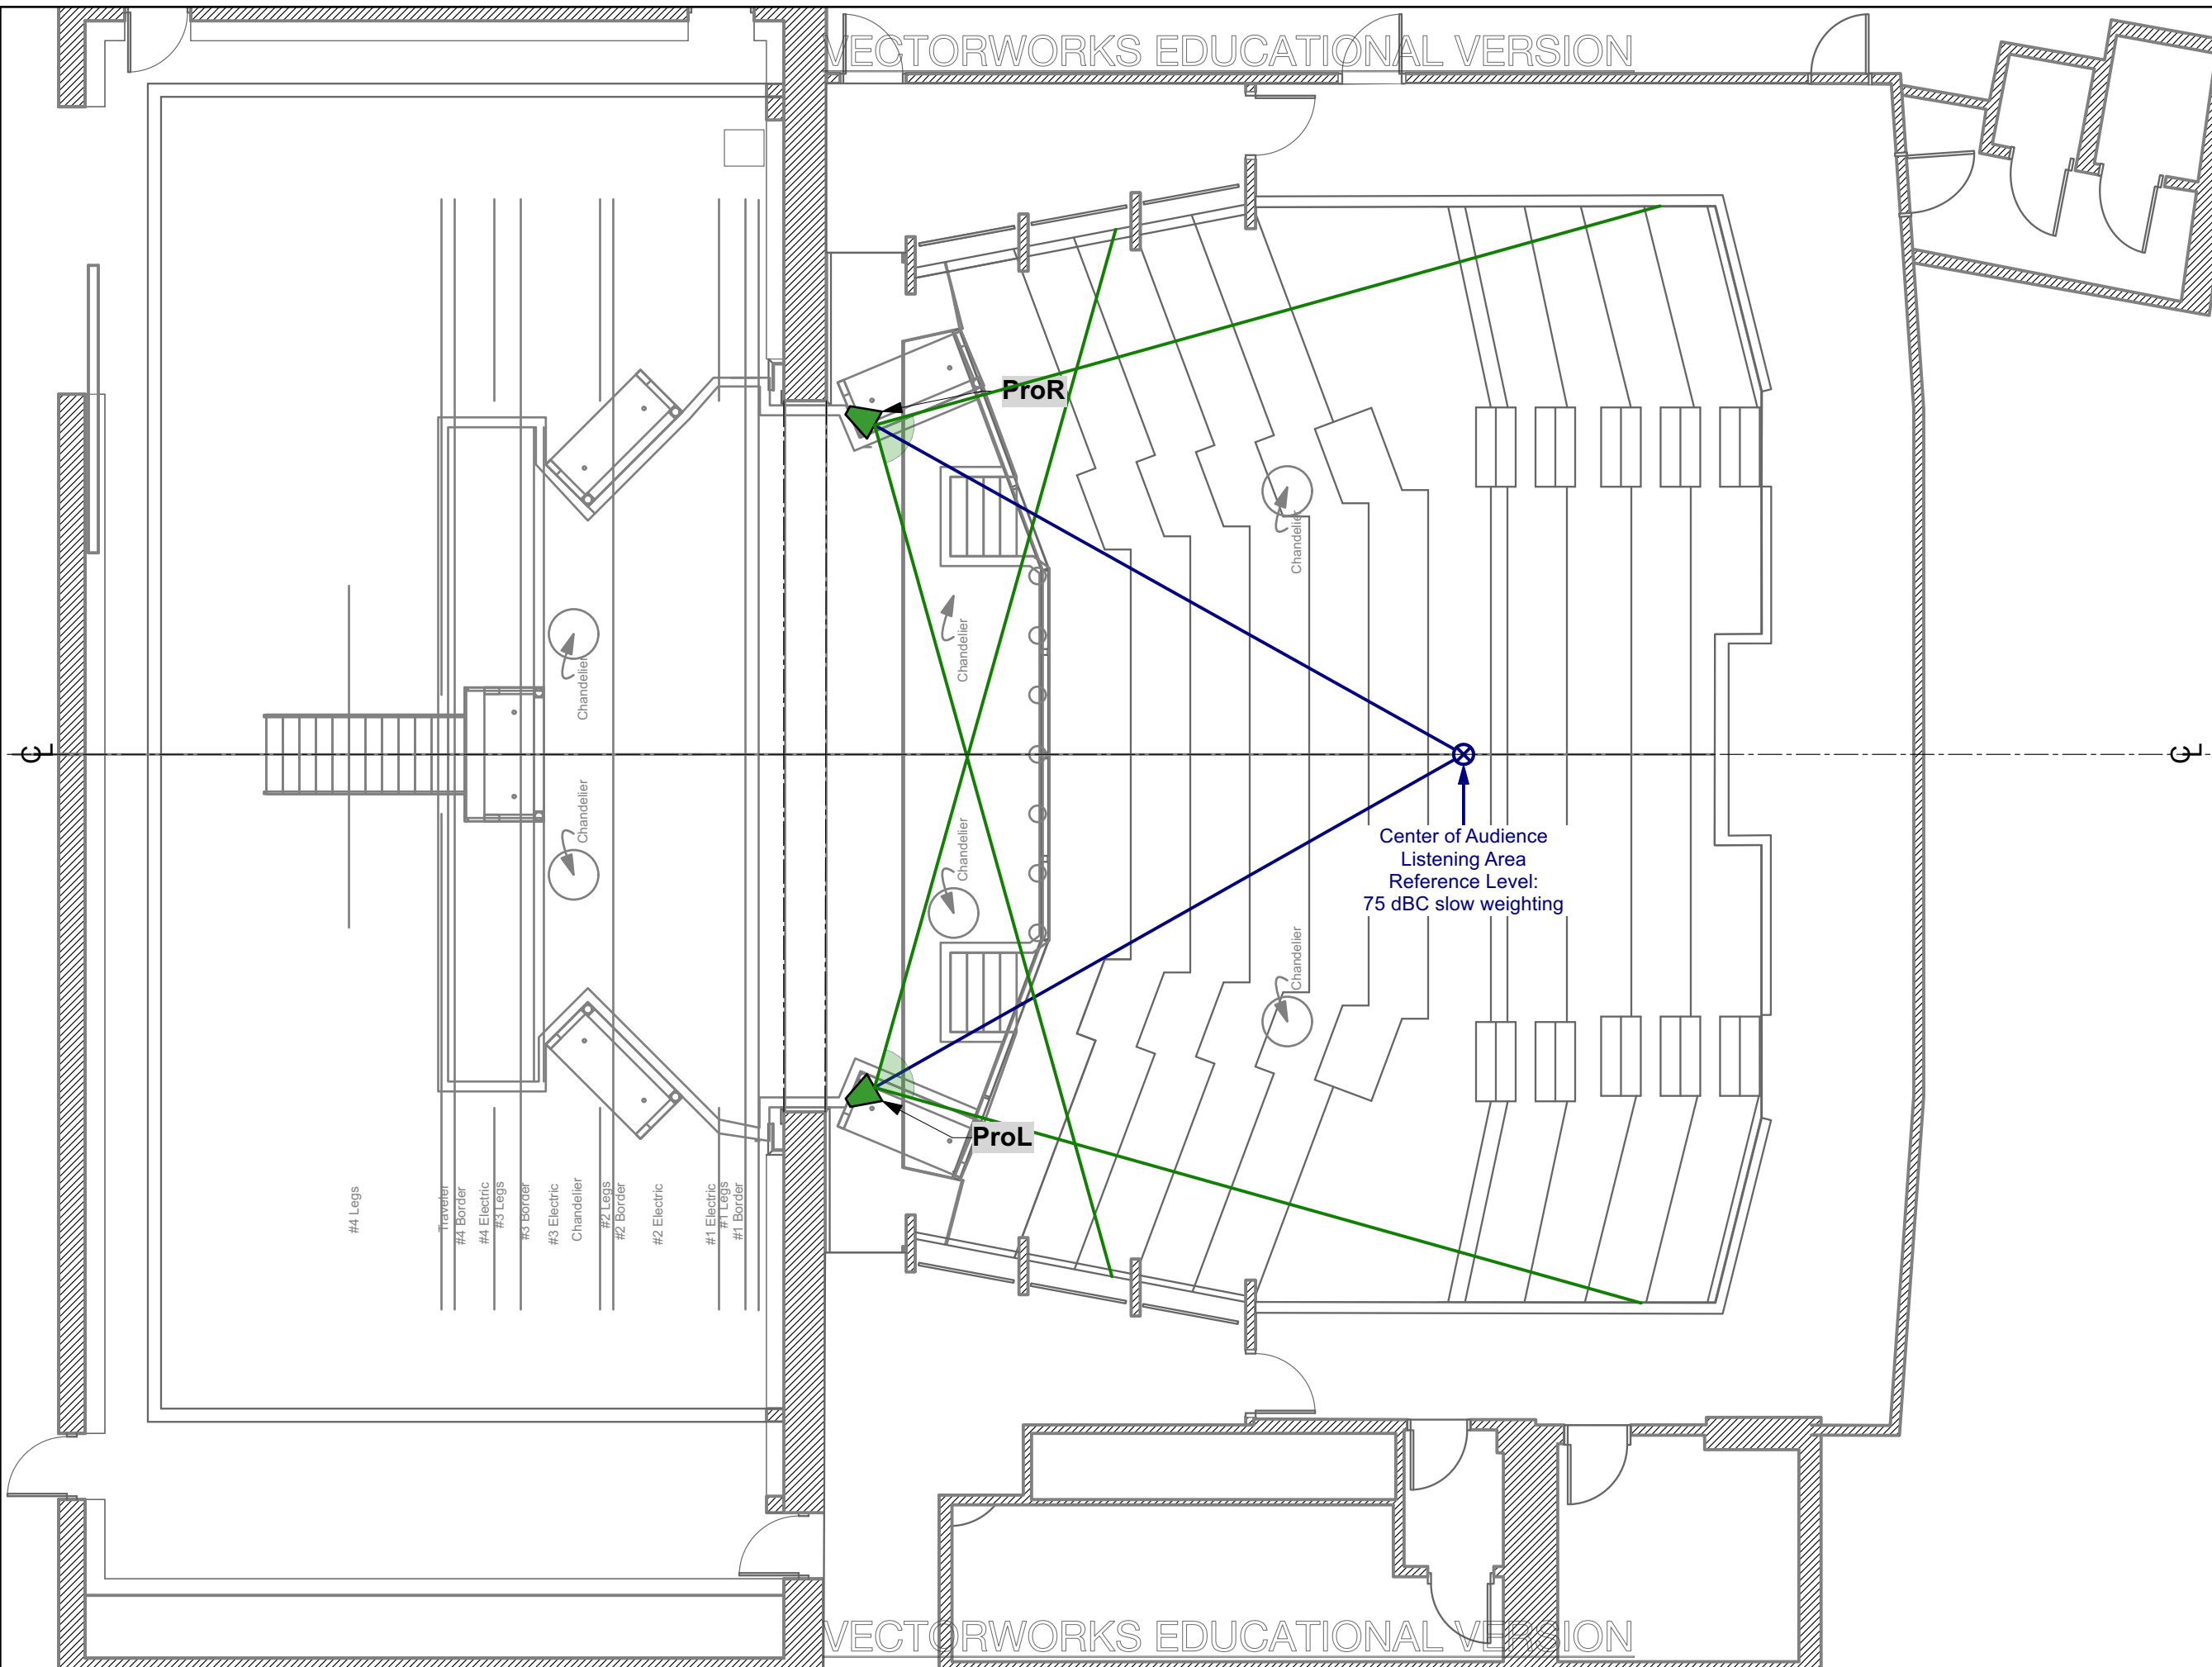 VECTORWORKS EDUCATIONAL VERSION
ProR
Chandelier
Chandelier
Chandelier
CL
CL
Chandelier
Chandelier
Center of Audience
Listening Area
Reference Level:
75 dBC slow weighting
Chandelier
ProL
#4 Legs
Traveler
#4 Border
#4 Electric
#3 Legs
#3 Border
#3 Electric
Chandelier
#2 Legs
#2 Border
#2 Electric
#1 Electric
#1 Legs
#1 Border
VECTORWORKS EDUCATIONAL VERSION